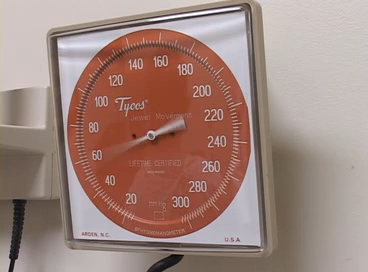 140 160
120 180
100 200
Tycos®
Jewel Movement
80 220
60 240
LIFETIME CERTIFIED
40 280
20 300
mm Hg
SPHYGMOMANOMETER
ARDEN, N.C. U.S.A.